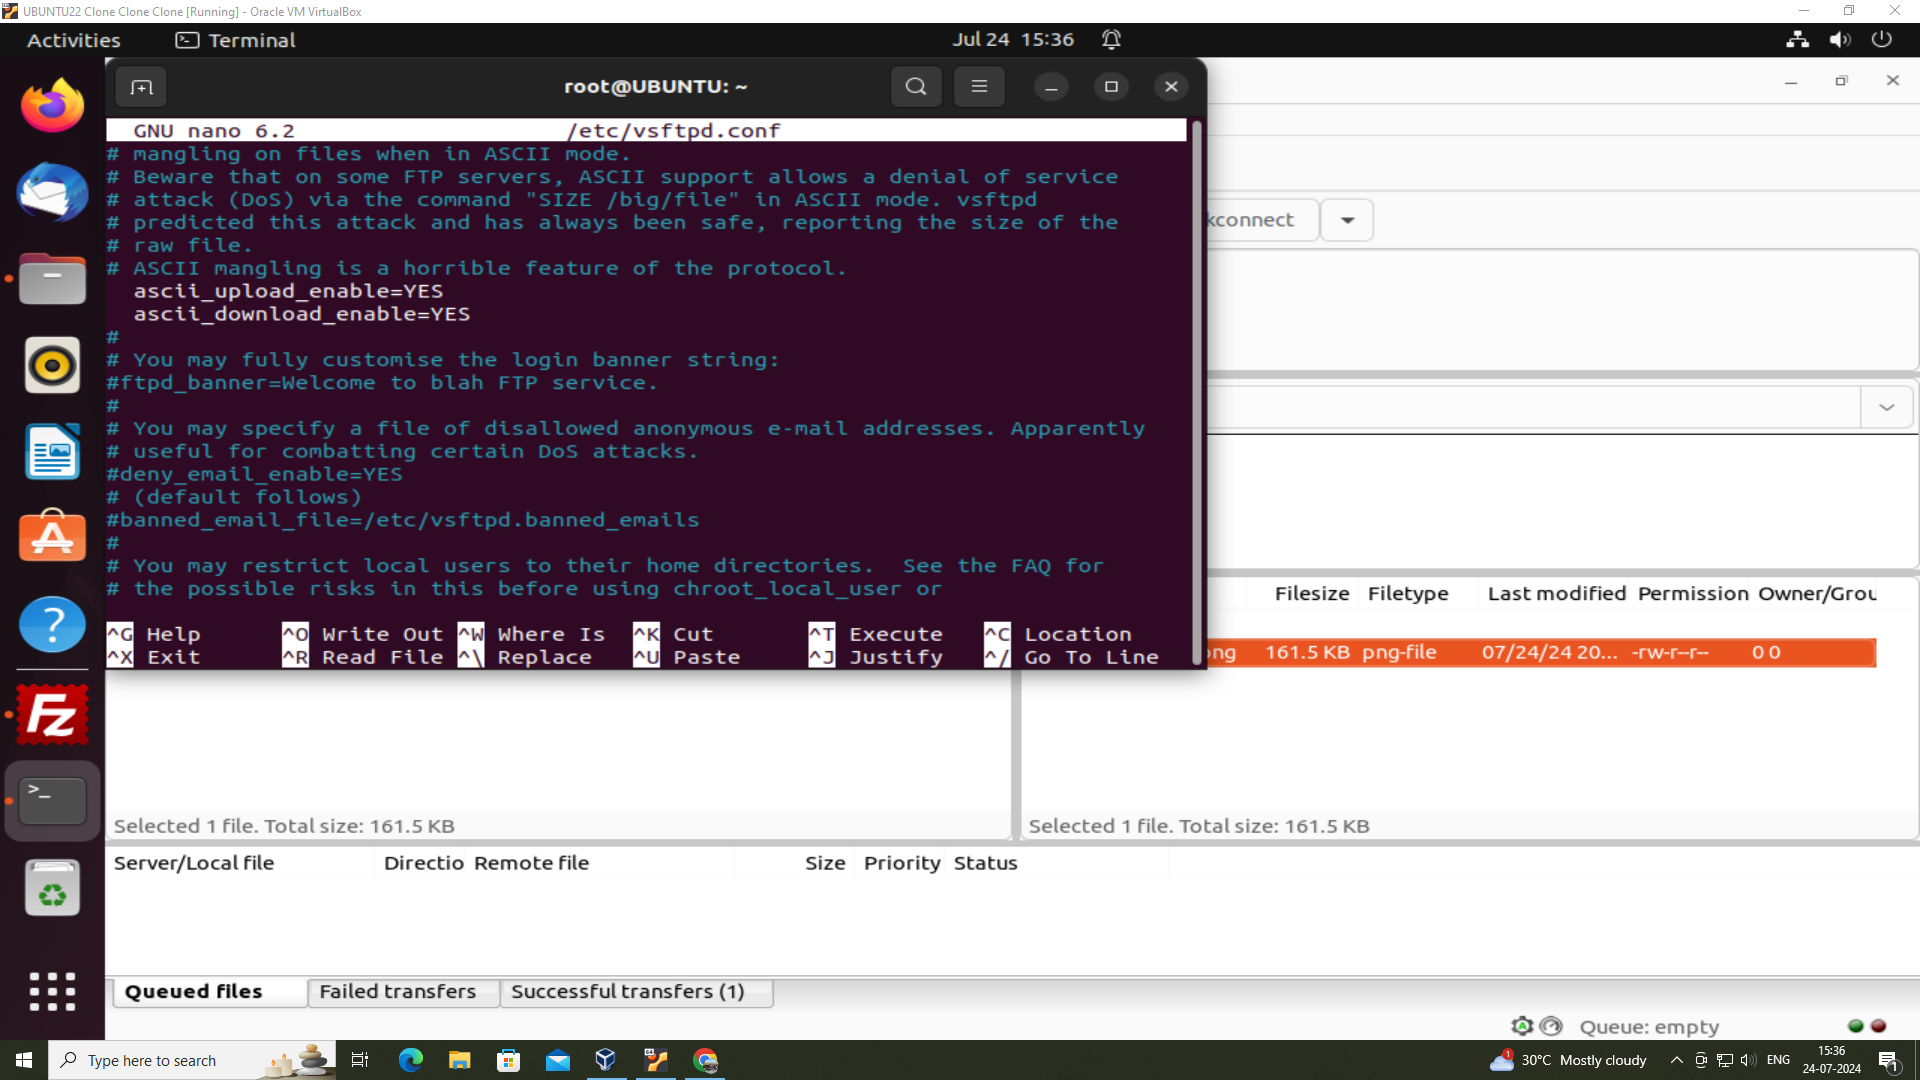 UBUNTU22 Clone Clone Clone [Running] - Oracle VM VirtualBox
Activities
Terminal
Jul 24 15:36
root@UBUNTU: ~
GNU nano 6.2
/etc/vsftpd.conf
# mangling on files when in ASCII mode.
# Beware that on some FTP servers, ASCII support allows a denial of service
# attack (DoS) via the command "SIZE /big/file" in ASCII mode. vsftpd
# predicted this attack and has always been safe, reporting the size of the
# raw file.
# ASCII mangling is a horrible feature of the protocol.
ascii_upload_enable=YES
ascii_download_enable=YES
#
# You may fully customise the login banner string:
#ftpd_banner=Welcome to blah FTP service.
#
# You may specify a file of disallowed anonymous e-mail addresses. Apparently
# useful for combatting certain DoS attacks.
#deny_email_enable=YES
# (default follows)
#banned_email_file=/etc/vsftpd.banned_emails
#
# You may restrict local users to their home directories.  See the FAQ for
# the possible risks in this before using chroot_local_user or
^G Help ^O Write Out ^W Where Is ^K Cut ^T Execute ^C Location
^X Exit ^R Read File ^\ Replace ^U Paste ^J Justify ^/ Go To Line
kconnect
Filesize Filetype Last modified Permission Owner/Grou
ong 161.5 KB png-file 07/24/24 20... -rw-r--r-- 0 0
Selected 1 file. Total size: 161.5 KB
Selected 1 file. Total size: 161.5 KB
Server/Local file Directio Remote file Size Priority Status
Queued files Failed transfers Successful transfers (1)
Queue: empty
Type here to search
30°C Mostly cloudy
ENG
15:36
24-07-2024